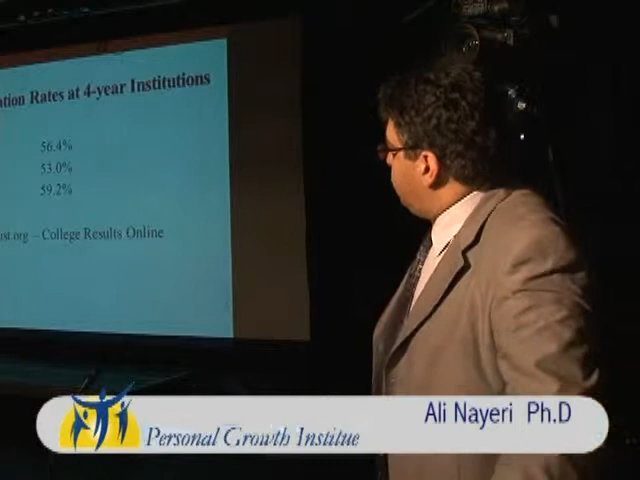 ation Rates at 4-year Institutions
56.4%
53.0%
59.2%
rst.org – College Results Online
Ali Nayeri Ph.D
Personal Growth Institue